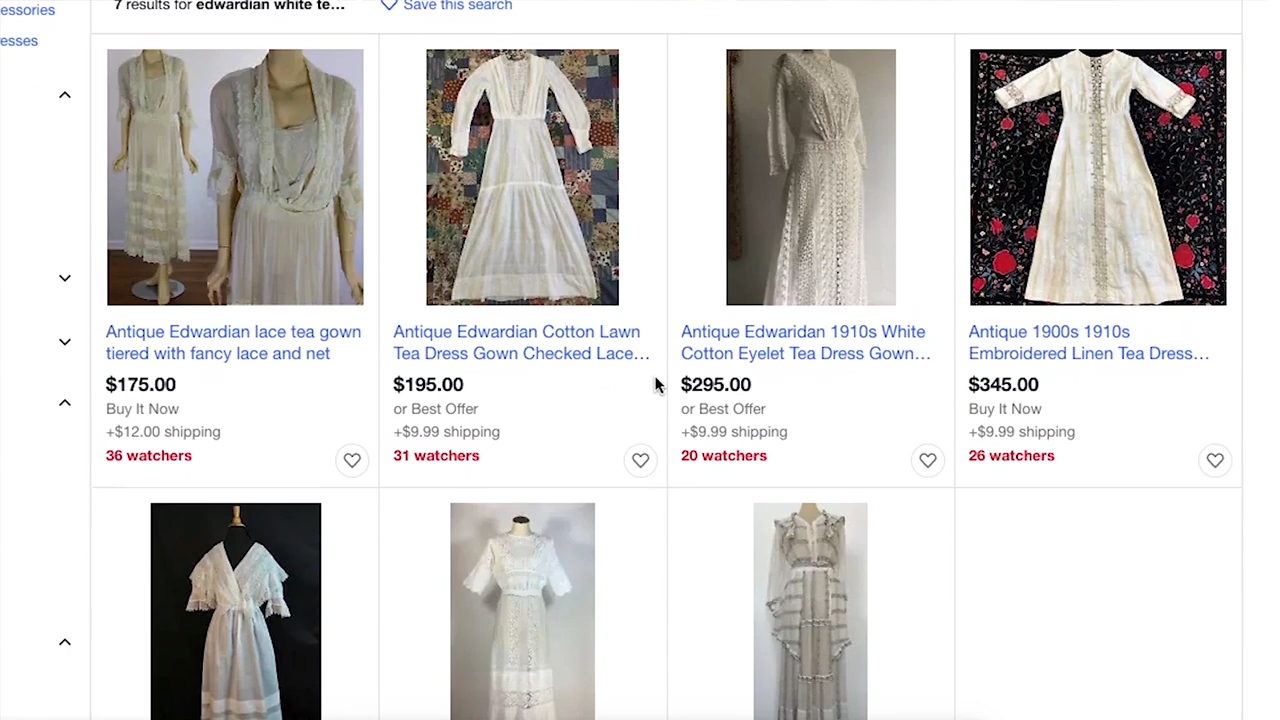 essories
7 results for edwardian white te...
Save this search
esses
Antique Edwardian lace tea gown
tiered with fancy lace and net
$175.00
Buy It Now
+$12.00 shipping
36 watchers
Antique Edwardian Cotton Lawn
Tea Dress Gown Checked Lace...
$195.00
or Best Offer
+$9.99 shipping
31 watchers
Antique Edwaridan 1910s White
Cotton Eyelet Tea Dress Gown...
$295.00
or Best Offer
+$9.99 shipping
20 watchers
Antique 1900s 1910s
Embroidered Linen Tea Dress...
$345.00
Buy It Now
+$9.99 shipping
26 watchers